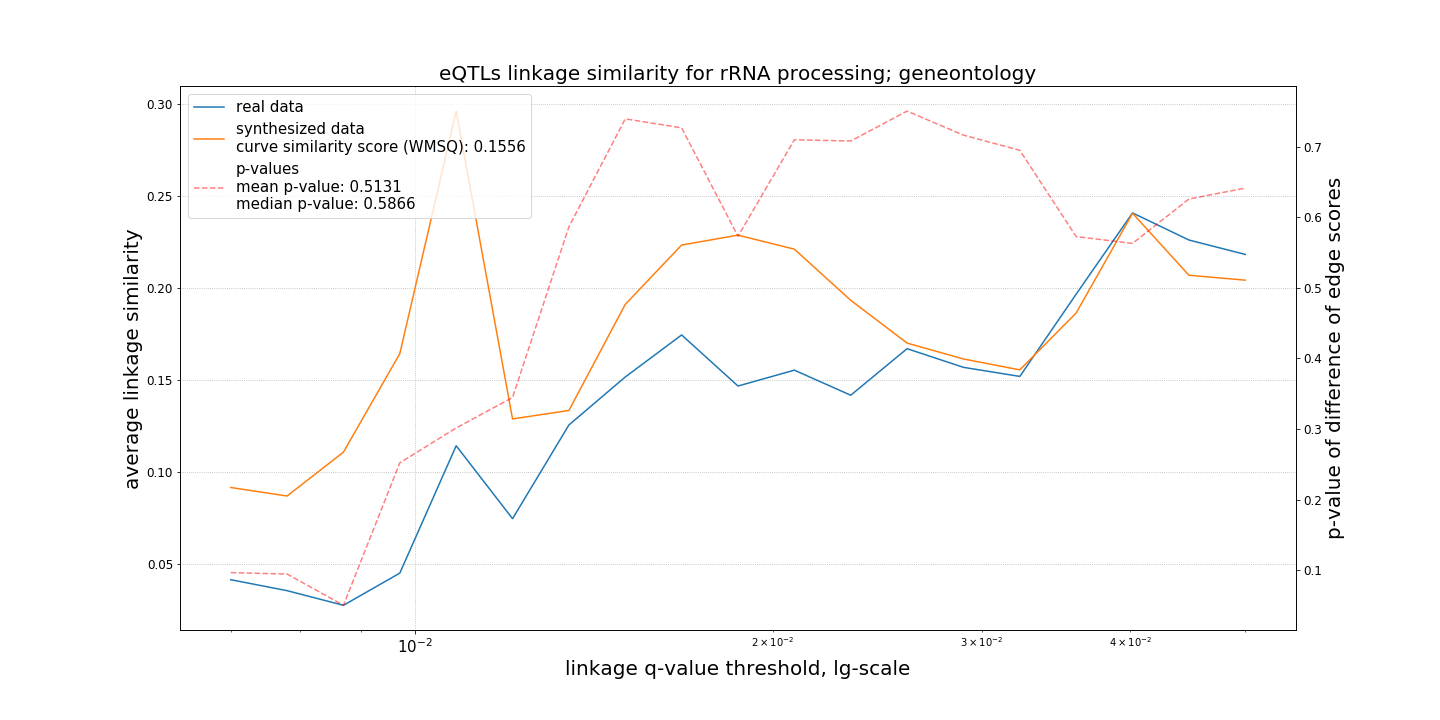 eQTLs linkage similarity for rRNA processing; geneontology
real data
synthesized data
curve similarity score (WMSQ): 0.1556
p-values
mean p-value: 0.5131
median p-value: 0.5866
average linkage similarity
0.30
0.25
0.20
0.15
0.10
0.05
p-value of difference of edge scores
0.7
0.6
0.5
0.4
0.3
0.2
0.1
10⁻²
2 × 10⁻²
3 × 10⁻²
4 × 10⁻²
linkage q-value threshold, lg-scale